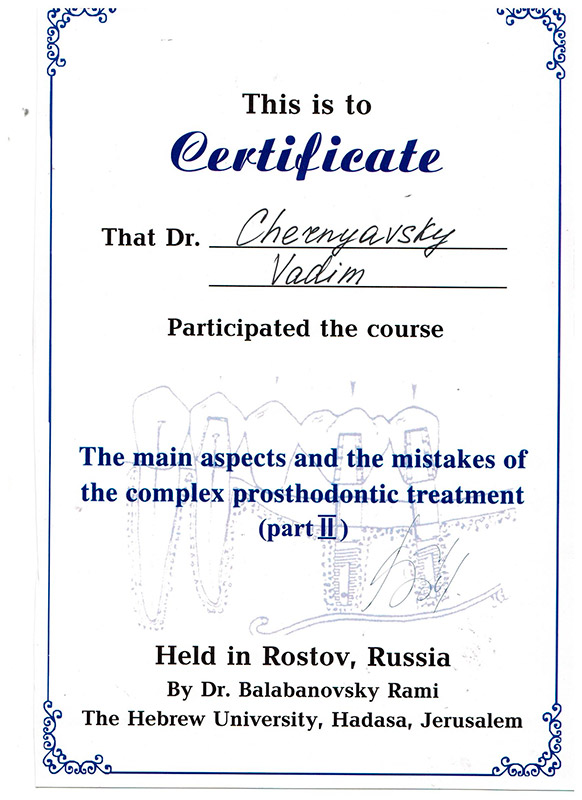 This is to
Certificate
That Dr. Chernyavsky
Vadim
Participated the course
The main aspects and the mistakes of
the complex prosthodontic treatment
(part II)
Held in Rostov, Russia
By Dr. Balabanovsky Rami
The Hebrew University, Hadasa, Jerusalem